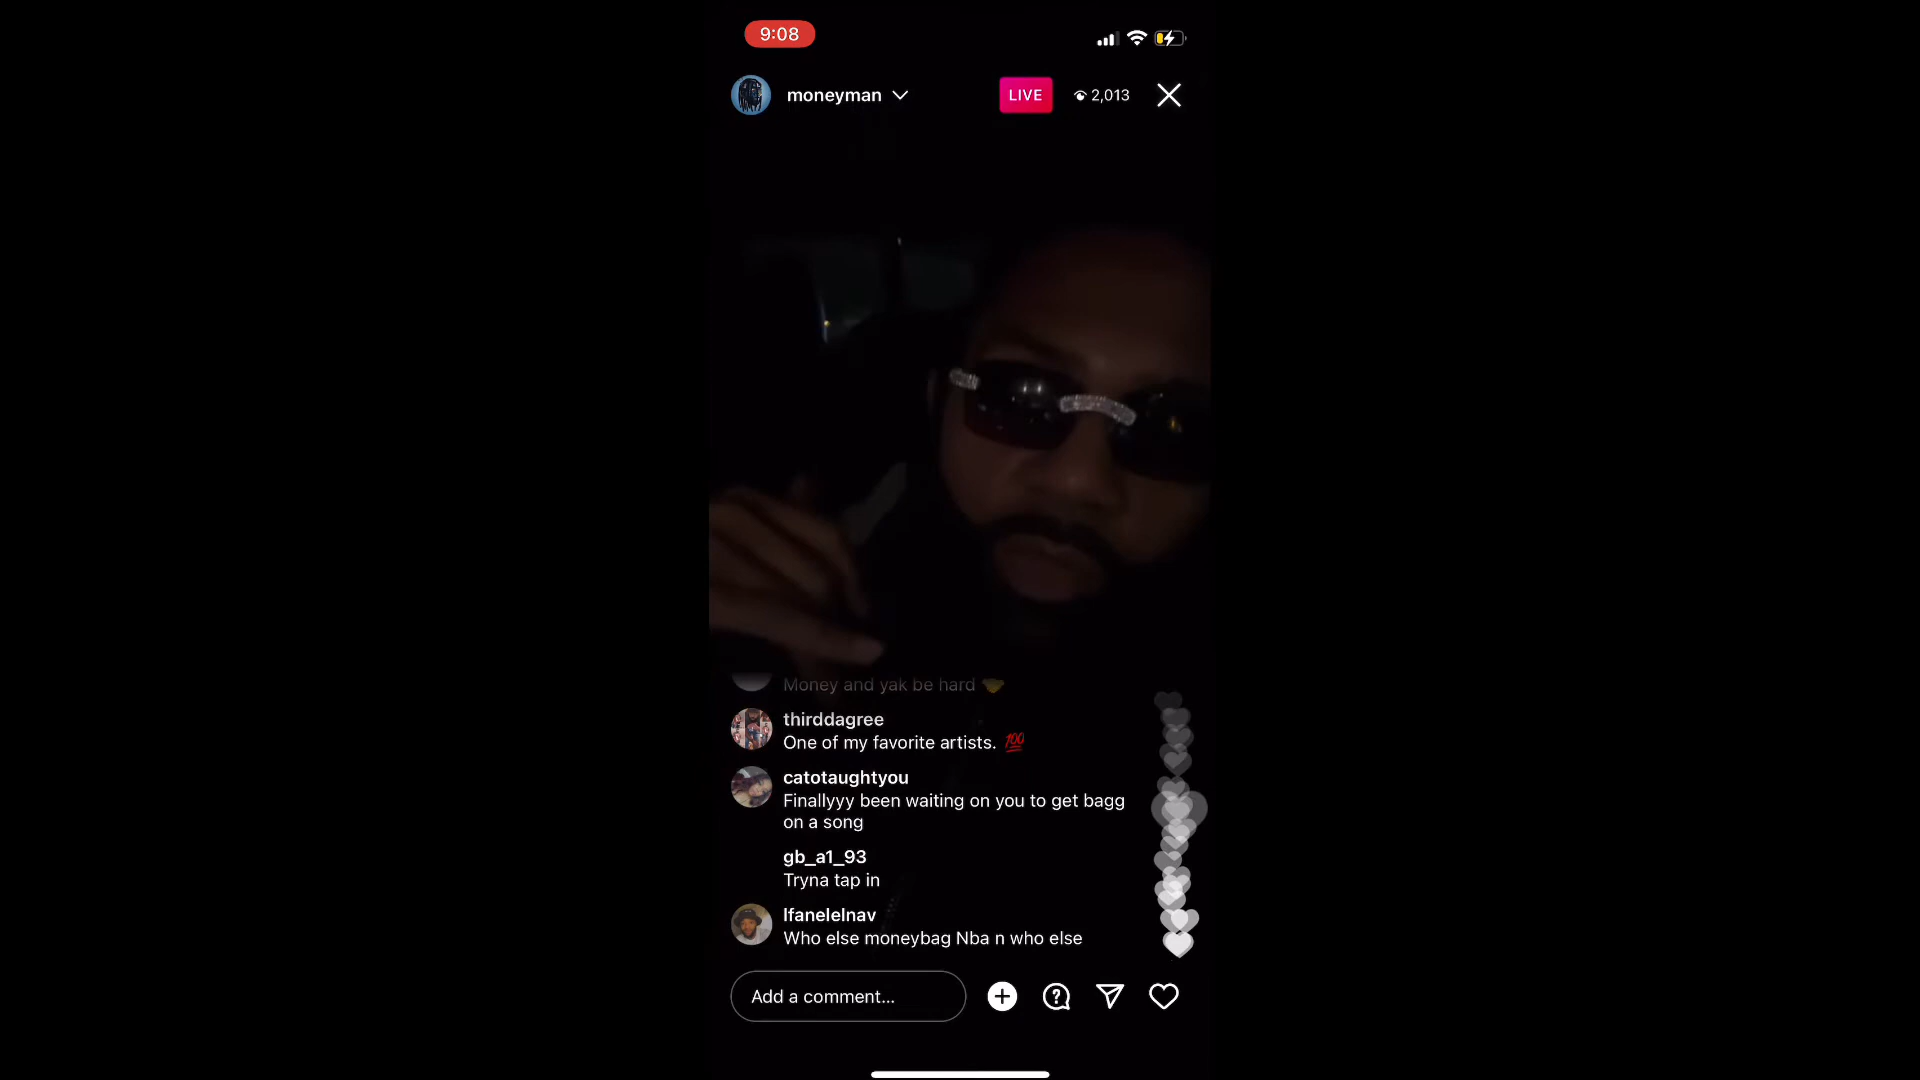 9:08
moneyman
LIVE
2,013
Money and yak be hard
thirddagree
One of my favorite artists. 💯
catotaughtyou
Finallyyy been waiting on you to get bagg
on a song
gb_a1_93
Tryna tap in
lfanelelnav
Who else moneybag Nba n who else
Add a comment...